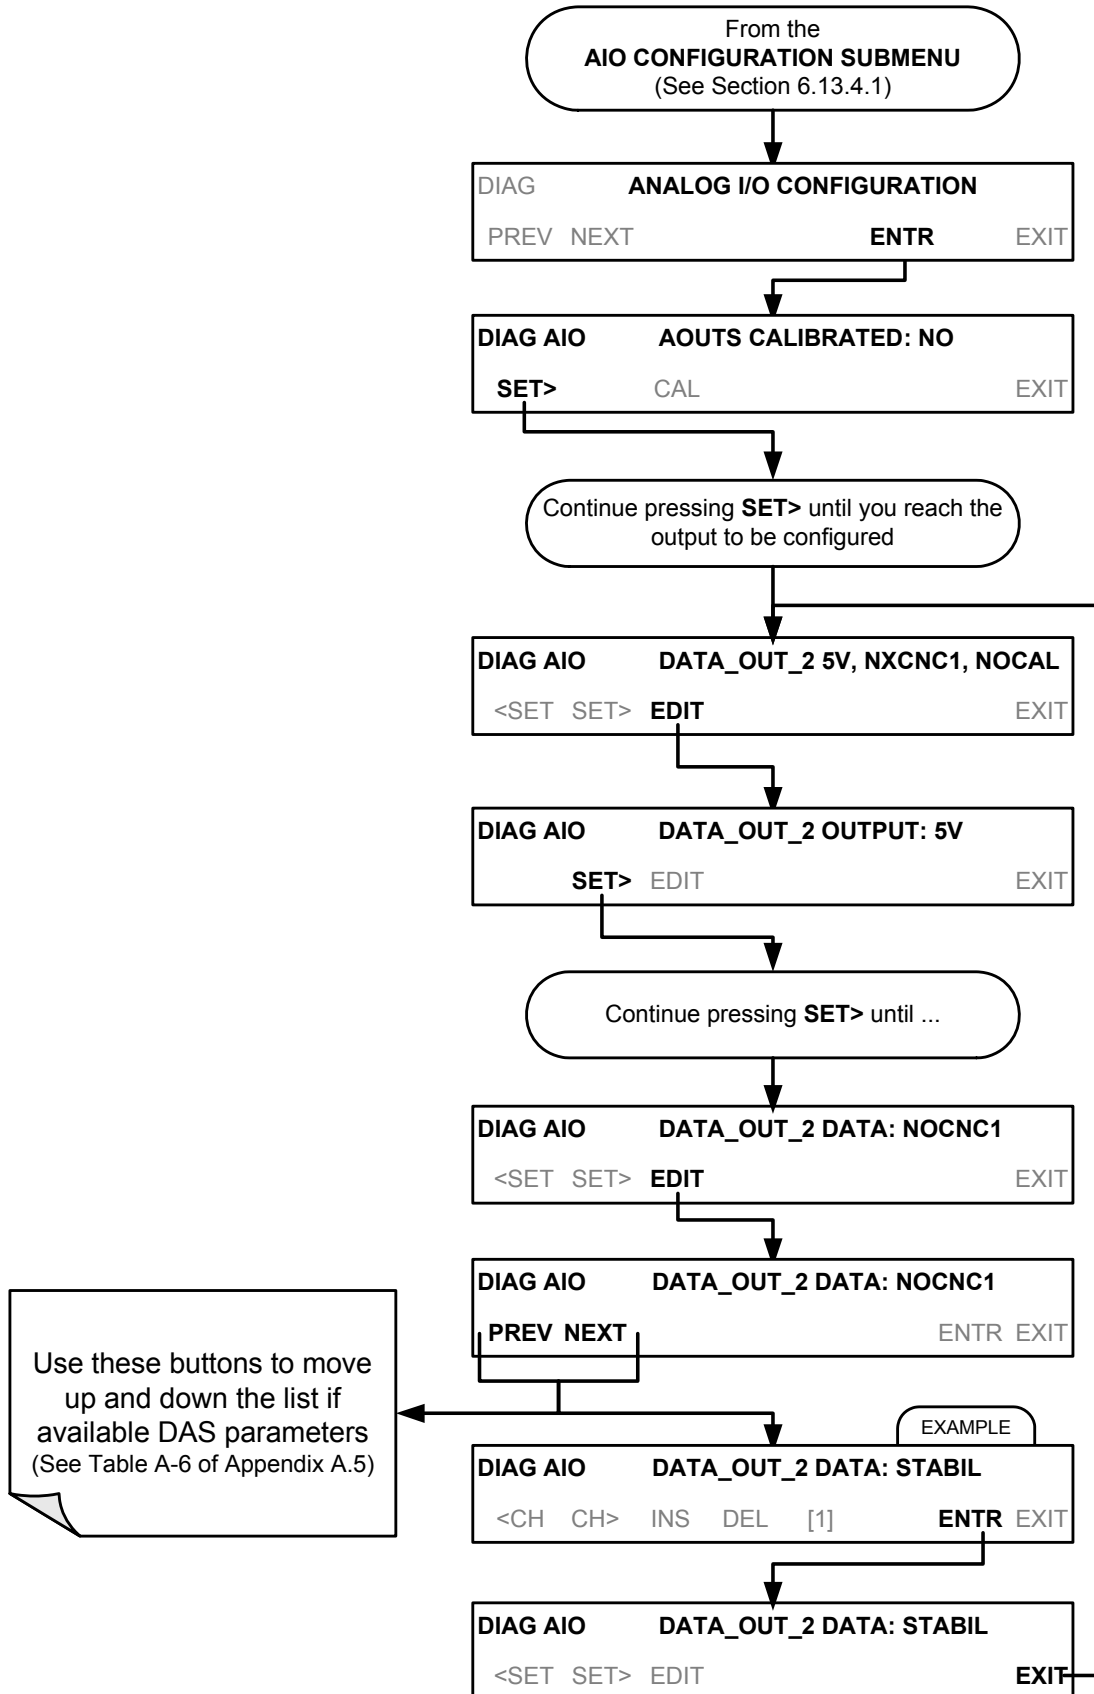 From the
AIO CONFIGURATION SUBMENU
(See Section 6.13.4.1)
DIAG ANALOG I/O CONFIGURATION
PREV NEXT ENTR EXIT
DIAG AIO AOUTS CALIBRATED: NO
SET> CAL EXIT
Continue pressing SET> until you reach the
output to be configured
DIAG AIO DATA_OUT_2 5V, NXCNC1, NOCAL
<SET SET> EDIT EXIT
DIAG AIO DATA_OUT_2 OUTPUT: 5V
SET> EDIT EXIT
Continue pressing SET> until ...
DIAG AIO DATA_OUT_2 DATA: NOCNC1
<SET SET> EDIT EXIT
DIAG AIO DATA_OUT_2 DATA: NOCNC1
PREV NEXT ENTR EXIT
Use these buttons to move
up and down the list if
available DAS parameters
(See Table A-6 of Appendix A.5)
EXAMPLE
DIAG AIO DATA_OUT_2 DATA: STABIL
<CH CH> INS DEL [1] ENTR EXIT
DIAG AIO DATA_OUT_2 DATA: STABIL
<SET SET> EDIT EXIT